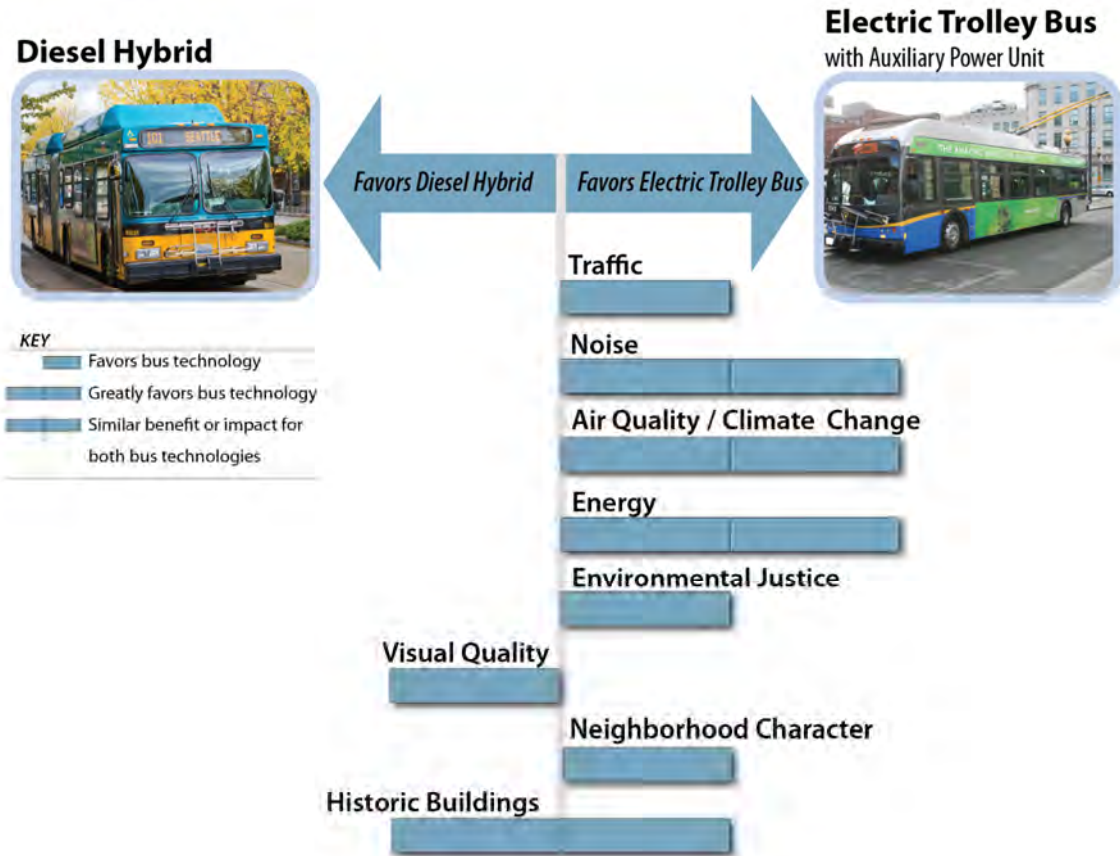 Diesel Hybrid
Electric Trolley Bus
with Auxiliary Power Unit
SEATTLE
Favors Diesel Hybrid
Favors Electric Trolley Bus
KEY
Favors bus technology
Greatly favors bus technology
Similar benefit or impact for
both bus technologies
Traffic
Noise
Air Quality / Climate Change
Energy
Environmental Justice
Visual Quality
Neighborhood Character
Historic Buildings